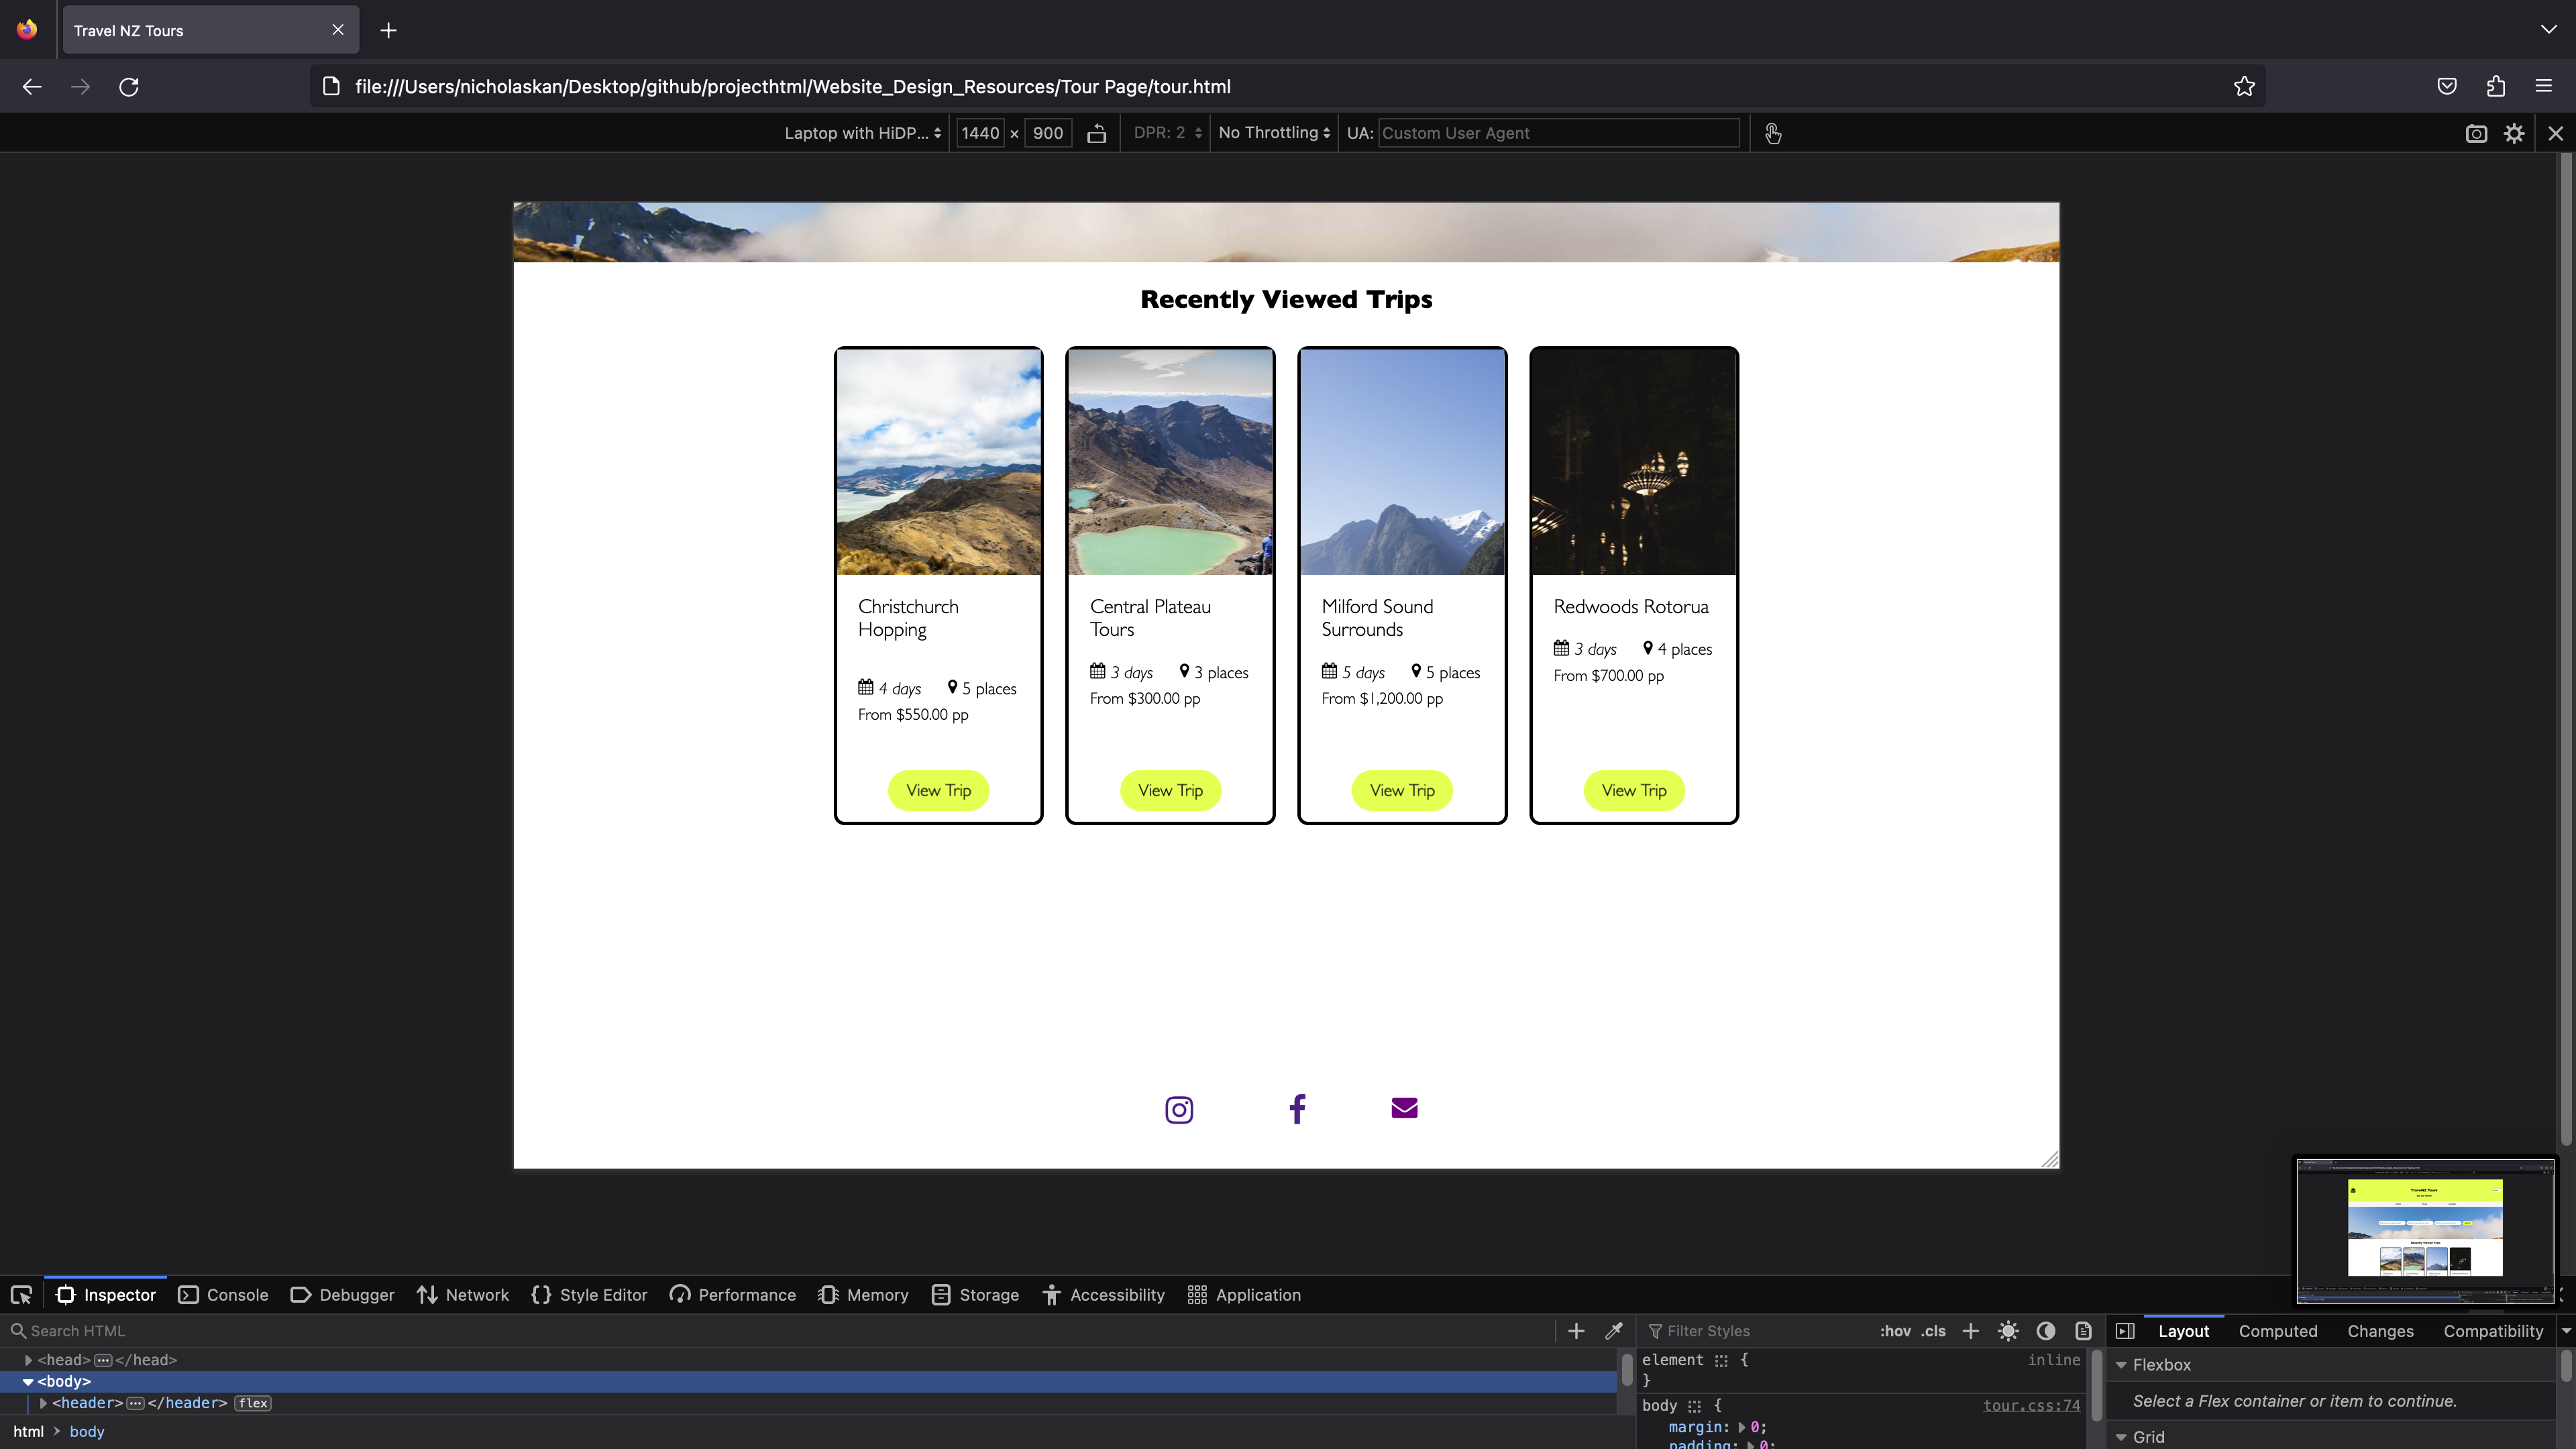 Travel NZ Tours
file:///Users/nicholaskan/Desktop/github/projecthtml/Website_Design_Resources/Tour Page/tour.html
Laptop with HiDP... 1440 × 900 DPR: 2 No Throttling UA: Custom User Agent
Recently Viewed Trips
Christchurch
Hopping
4 days 5 places
From $550.00 pp
View Trip
Central Plateau
Tours
3 days 3 places
From $300.00 pp
View Trip
Milford Sound
Surrounds
5 days 5 places
From $1,200.00 pp
View Trip
Redwoods Rotorua
3 days 4 places
From $700.00 pp
View Trip
Inspector Console Debugger Network Style Editor Performance Memory Storage Accessibility Application
Search HTML
<head>...</head>
<body>
<header>...</header> flex
html > body
Filter Styles :hov .cls
element { inline
}
body { tour.css:74
margin: 0;
padding: 0;
Layout Computed Changes Compatibility
Flexbox
Select a Flex container or item to continue.
Grid